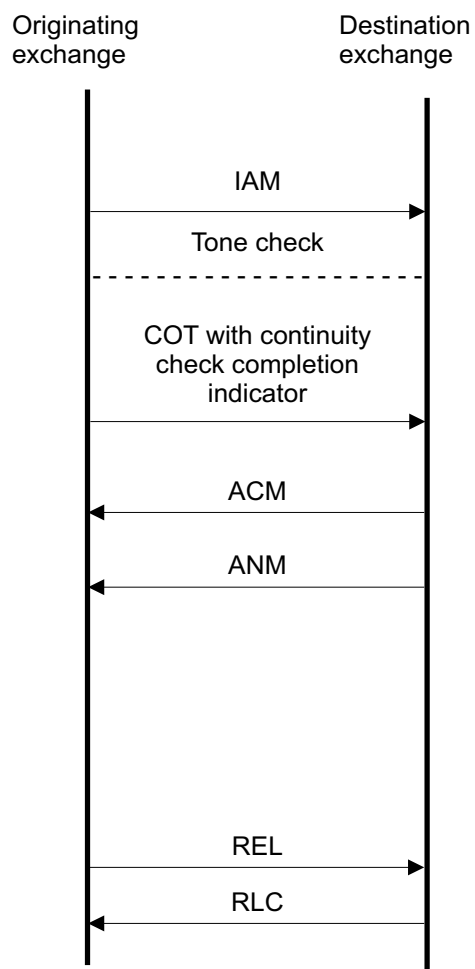 Originating
exchange
Destination
exchange
IAM
Tone check
COT with continuity
check completion
indicator
ACM
ANM
REL
RLC